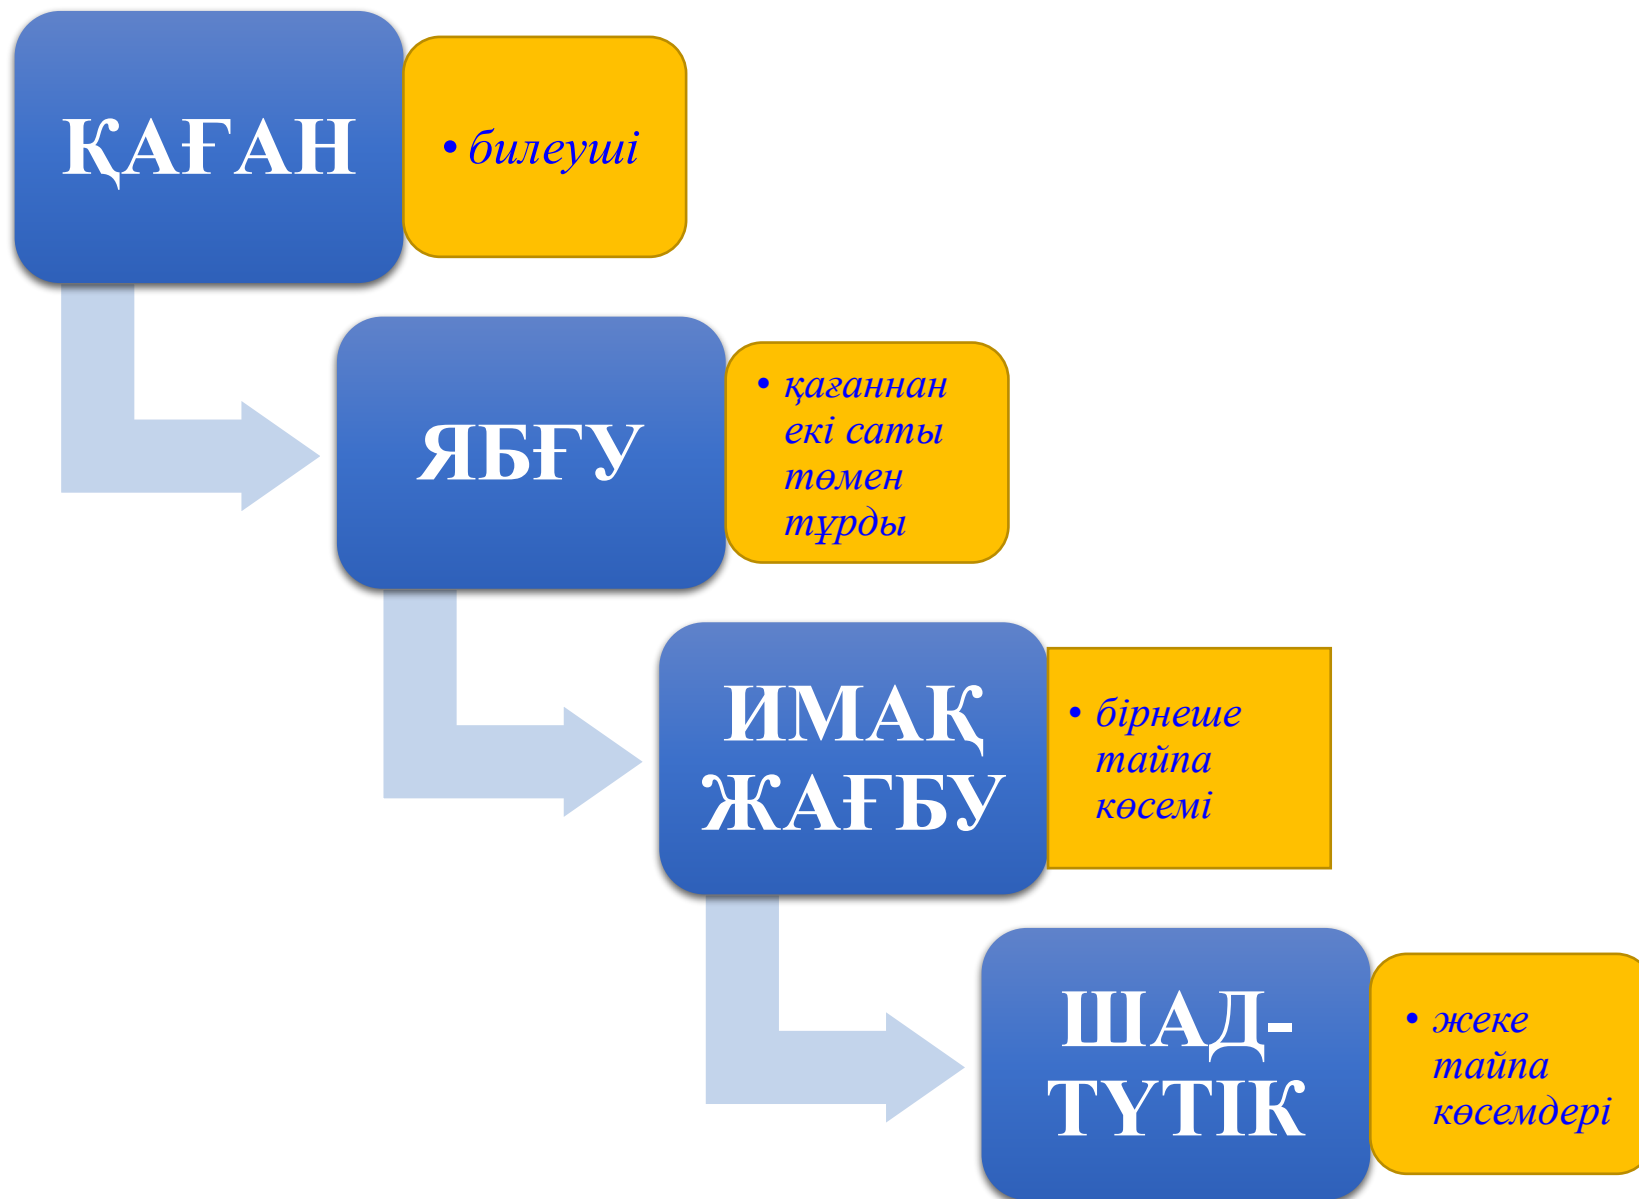 ҚАҒАН
• билеуші
ЯБҒУ
• қағаннан
екі саты
төмен
тұрды
ИМАҚ
ЖАҒБУ
• бірнеше
тайпа
көсемі
ШАД-
ТҮТІК
• жеке
тайпа
көсемдері